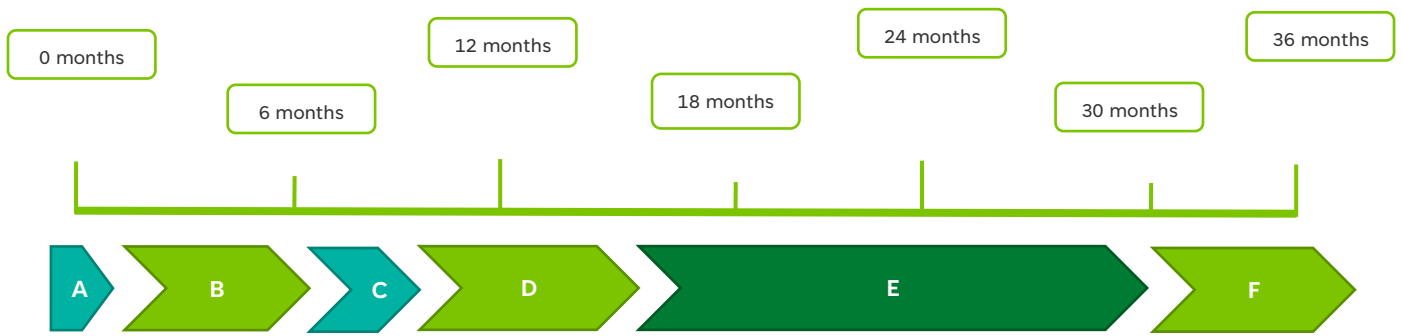 0 months
6 months
12 months
18 months
24 months
30 months
36 months
A
B
C
D
E
F